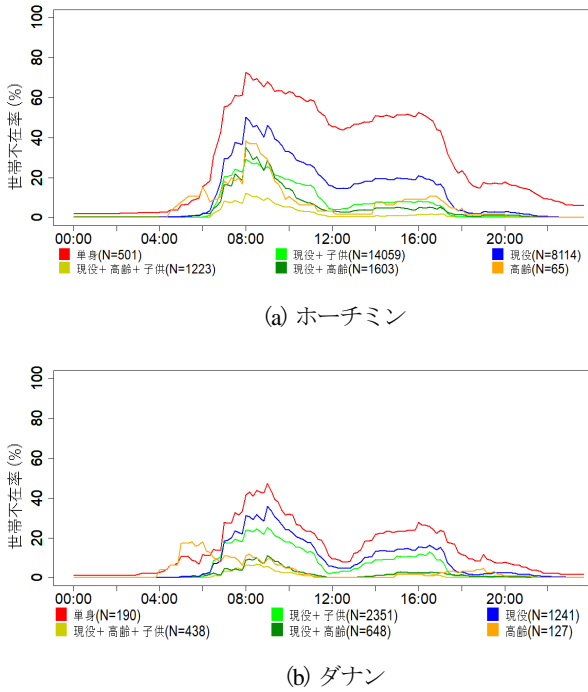 100
80
60
40
20
0
世帯不在率 (%)
00:00 04:00 08:00 12:00 16:00 20:00
単身(N=501) 現役＋子供(N=14059) 現役(N=8114)
現役＋高齢＋子供(N=1223) 現役＋高齢(N=1603) 高齢(N=65)
(a) ホーチミン
100
80
60
40
20
0
世帯不在率 (%)
00:00 04:00 08:00 12:00 16:00 20:00
単身(N=190) 現役＋子供(N=2351) 現役(N=1241)
現役＋高齢＋子供(N=438) 現役＋高齢(N=648) 高齢(N=127)
(b) ダナン